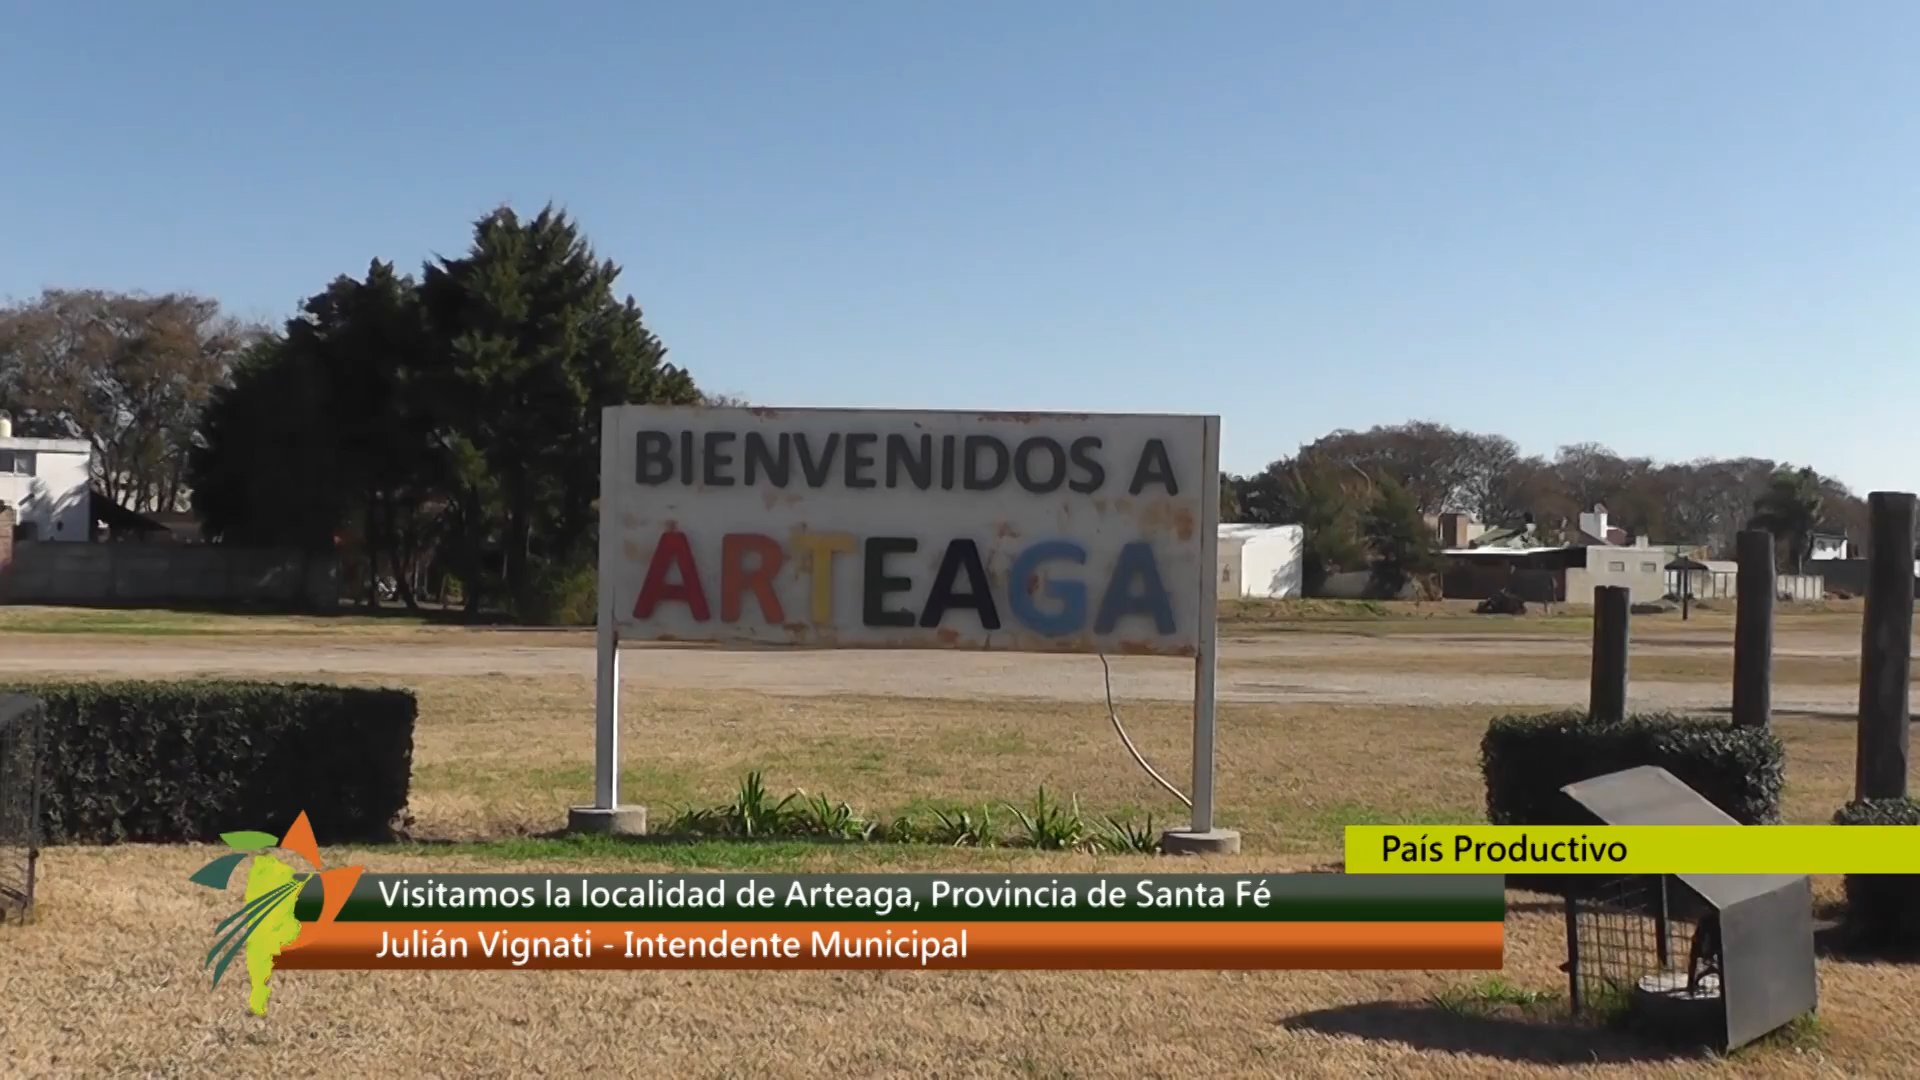 BIENVENIDOS A
ARTEAGA
País Productivo
Visitamos la localidad de Arteaga, Provincia de Santa Fé
Julián Vignati - Intendente Municipal